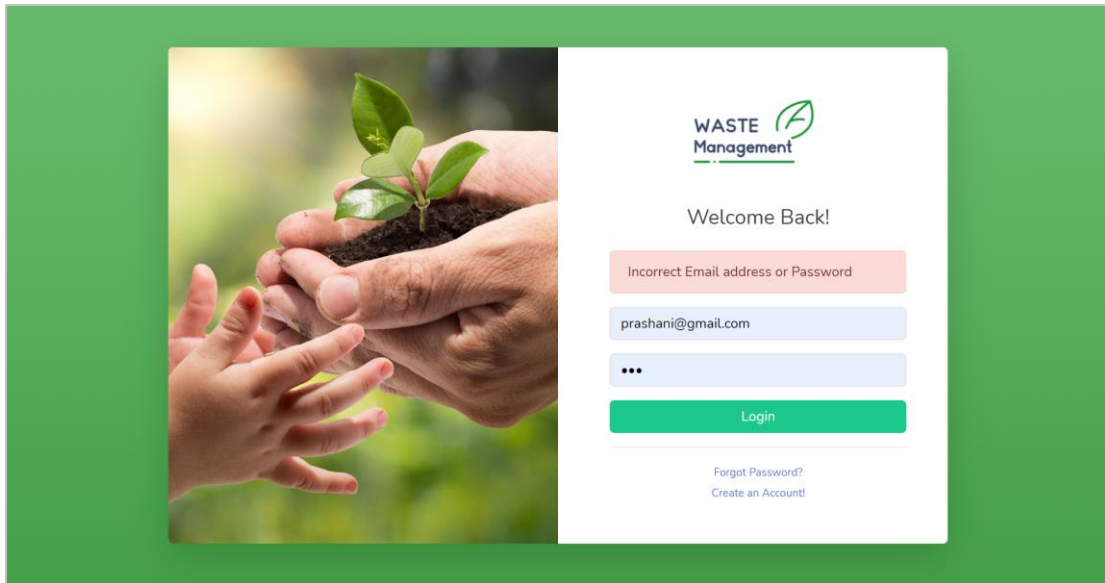 WASTE
Management
Welcome Back!
Incorrect Email address or Password
prashani@gmail.com
•••
Login
Forgot Password?
Create an Account!